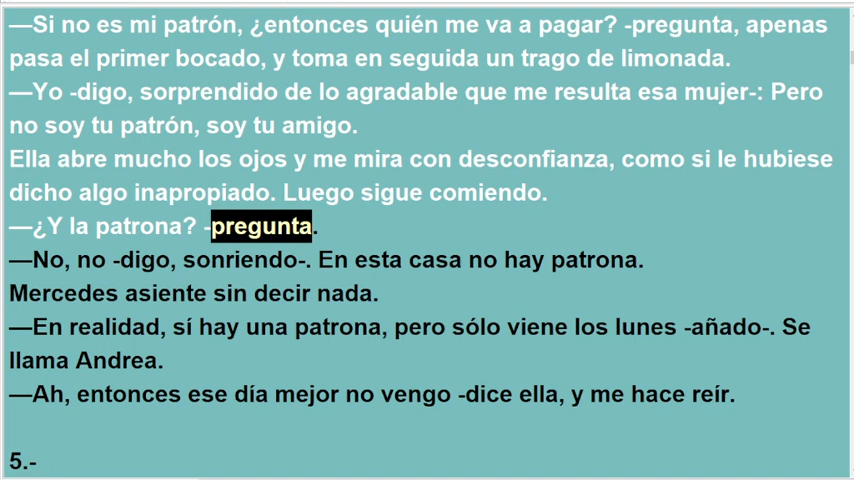 —Si no es mi patrón, ¿entonces quién me va a pagar? -pregunta, apenas
pasa el primer bocado, y toma en seguida un trago de limonada.
—Yo -digo, sorprendido de lo agradable que me resulta esa mujer-: Pero
no soy tu patrón, soy tu amigo.
Ella abre mucho los ojos y me mira con desconfianza, como si le hubiese
dicho algo inapropiado. Luego sigue comiendo.
—¿Y la patrona? -pregunta.
—No, no -digo, sonriendo-. En esta casa no hay patrona.
Mercedes asiente sin decir nada.
—En realidad, sí hay una patrona, pero sólo viene los lunes -añado-. Se
llama Andrea.
—Ah, entonces ese día mejor no vengo -dice ella, y me hace reír.
5.-